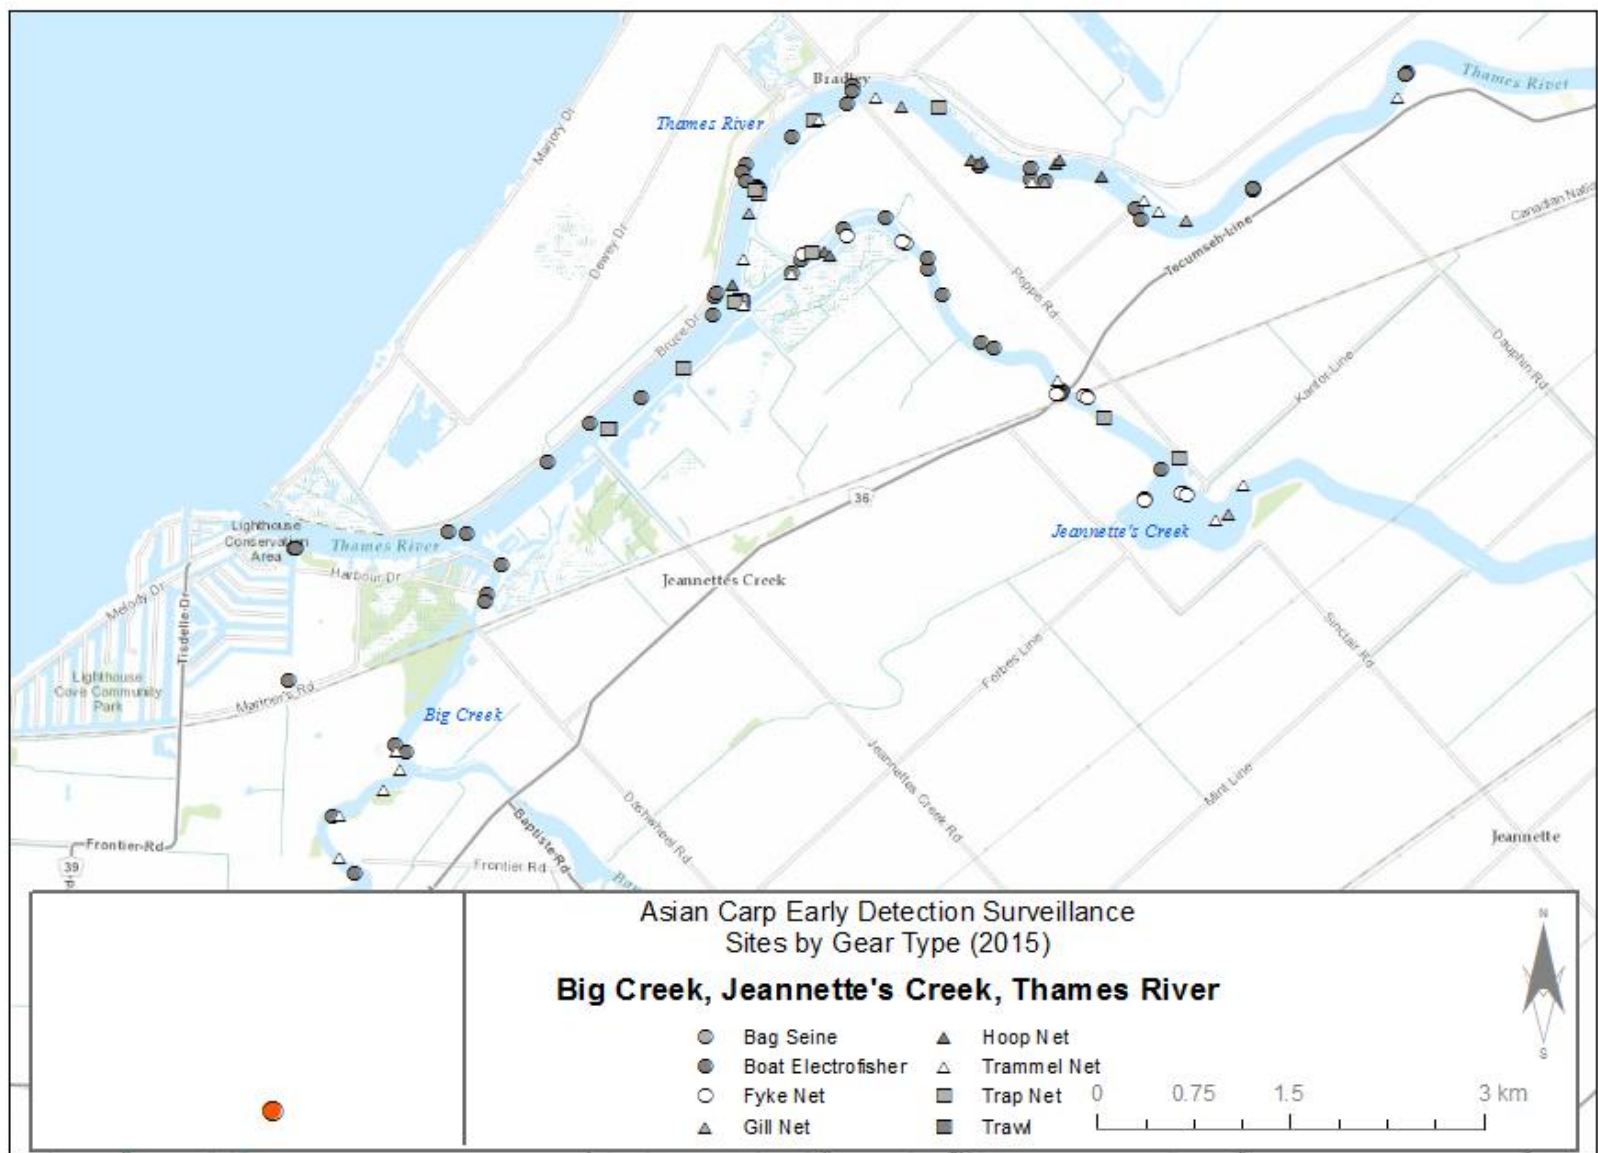 Bradley
Thames River
Thames River
Marjory Dr
Dewey Dr
Canadian Natio
Tecumseh Line
Poppe Rd
Bruce Dr
Dauphin Rd
Kantor Line
36
Lighthouse
Conservation
Area
Thames River
Jeannette's Creek
Harbour Dr
Jeannettes Creek
Melody Dr
Tisdelle Dr
Forbes Line
Sinclair Rd
Lighthouse
Cove Community
Park
Mariner's Rd
Big Creek
Jeannettes Creek Rd
Mint Line
Dashwheel Rd
Baptiste Rd
Jeannette
Frontier Rd
39
Frontier Rd
Asian Carp Early Detection Surveillance
Sites by Gear Type (2015)
Big Creek, Jeannette's Creek, Thames River
N
S
Bag Seine
Boat Electrofisher
Fyke Net
Gill Net
Hoop Net
Trammel Net
Trap Net
Trawl
0 0.75 1.5 3 km